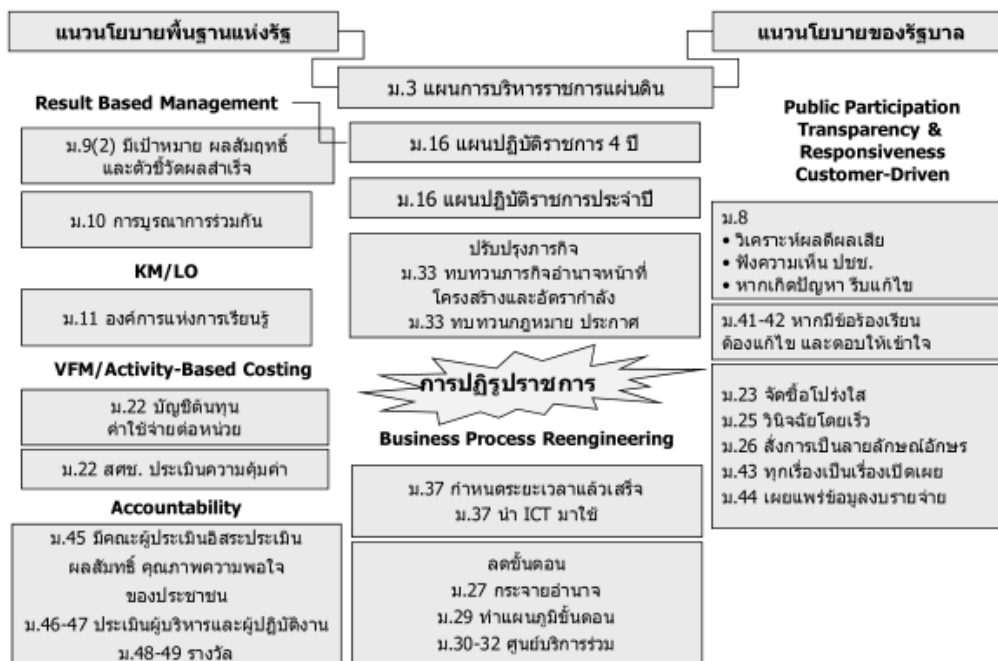 แนวนโยบายพื้นฐานแห่งรัฐ
แนวนโยบายของรัฐบาล
ม.3 แผนการบริหารราชการแผ่นดิน
Result Based Management
ม.9(2) มีเป้าหมาย ผลสัมฤทธิ์
และตัวชี้วัดผลสำเร็จ
ม.10 การบูรณาการร่วมกัน
KM/LO
ม.11 องค์การแห่งการเรียนรู้
VFM/Activity-Based Costing
ม.22 บัญชีต้นทุน
ค่าใช้จ่ายต่อหน่วย
ม.22 สศช. ประเมินความคุ้มค่า
Accountability
ม.45 มีคณะผู้ประเมินอิสระประเมิน
ผลสัมทธิ์ คุณภาพความพอใจ
ของประชาชน
ม.46-47 ประเมินผู้บริหารและผู้ปฏิบัติงาน
ม.48-49 รางวัล
ม.16 แผนปฏิบัติราชการ 4 ปี
ม.16 แผนปฏิบัติราชการประจำปี
ปรับปรุงภารกิจ
ม.33 ทบทวนภารกิจอำนาจหน้าที่
โครงสร้างและอัตรากำลัง
ม.33 ทบทวนกฎหมาย ประกาศ
การปฏิรูปราชการ
Business Process Reengineering
ม.37 กำหนดระยะเวลาแล้วเสร็จ
ม.37 นำ ICT มาใช้
ลดขั้นตอน
ม.27 กระจายอำนาจ
ม.29 ทำแผนภูมิขั้นตอน
ม.30-32 ศูนย์บริการร่วม
Public Participation
Transparency &
Responsiveness
Customer-Driven
ม.8
• วิเคราะห์ผลดีผลเสีย
• ฟังความเห็น ปชช.
• หากเกิดปัญหา รีบแก้ไข
ม.41-42 หากมีข้อร้องเรียน
ต้องแก้ไข และตอบให้เข้าใจ
ม.23 จัดซื้อโปร่งใส
ม.25 วินิจฉัยโดยเร็ว
ม.26 สั่งการเป็นลายลักษณ์อักษร
ม.43 ทุกเรื่องเป็นเรื่องเปิดเผย
ม.44 เผยแพร่ข้อมูลงบรายจ่าย